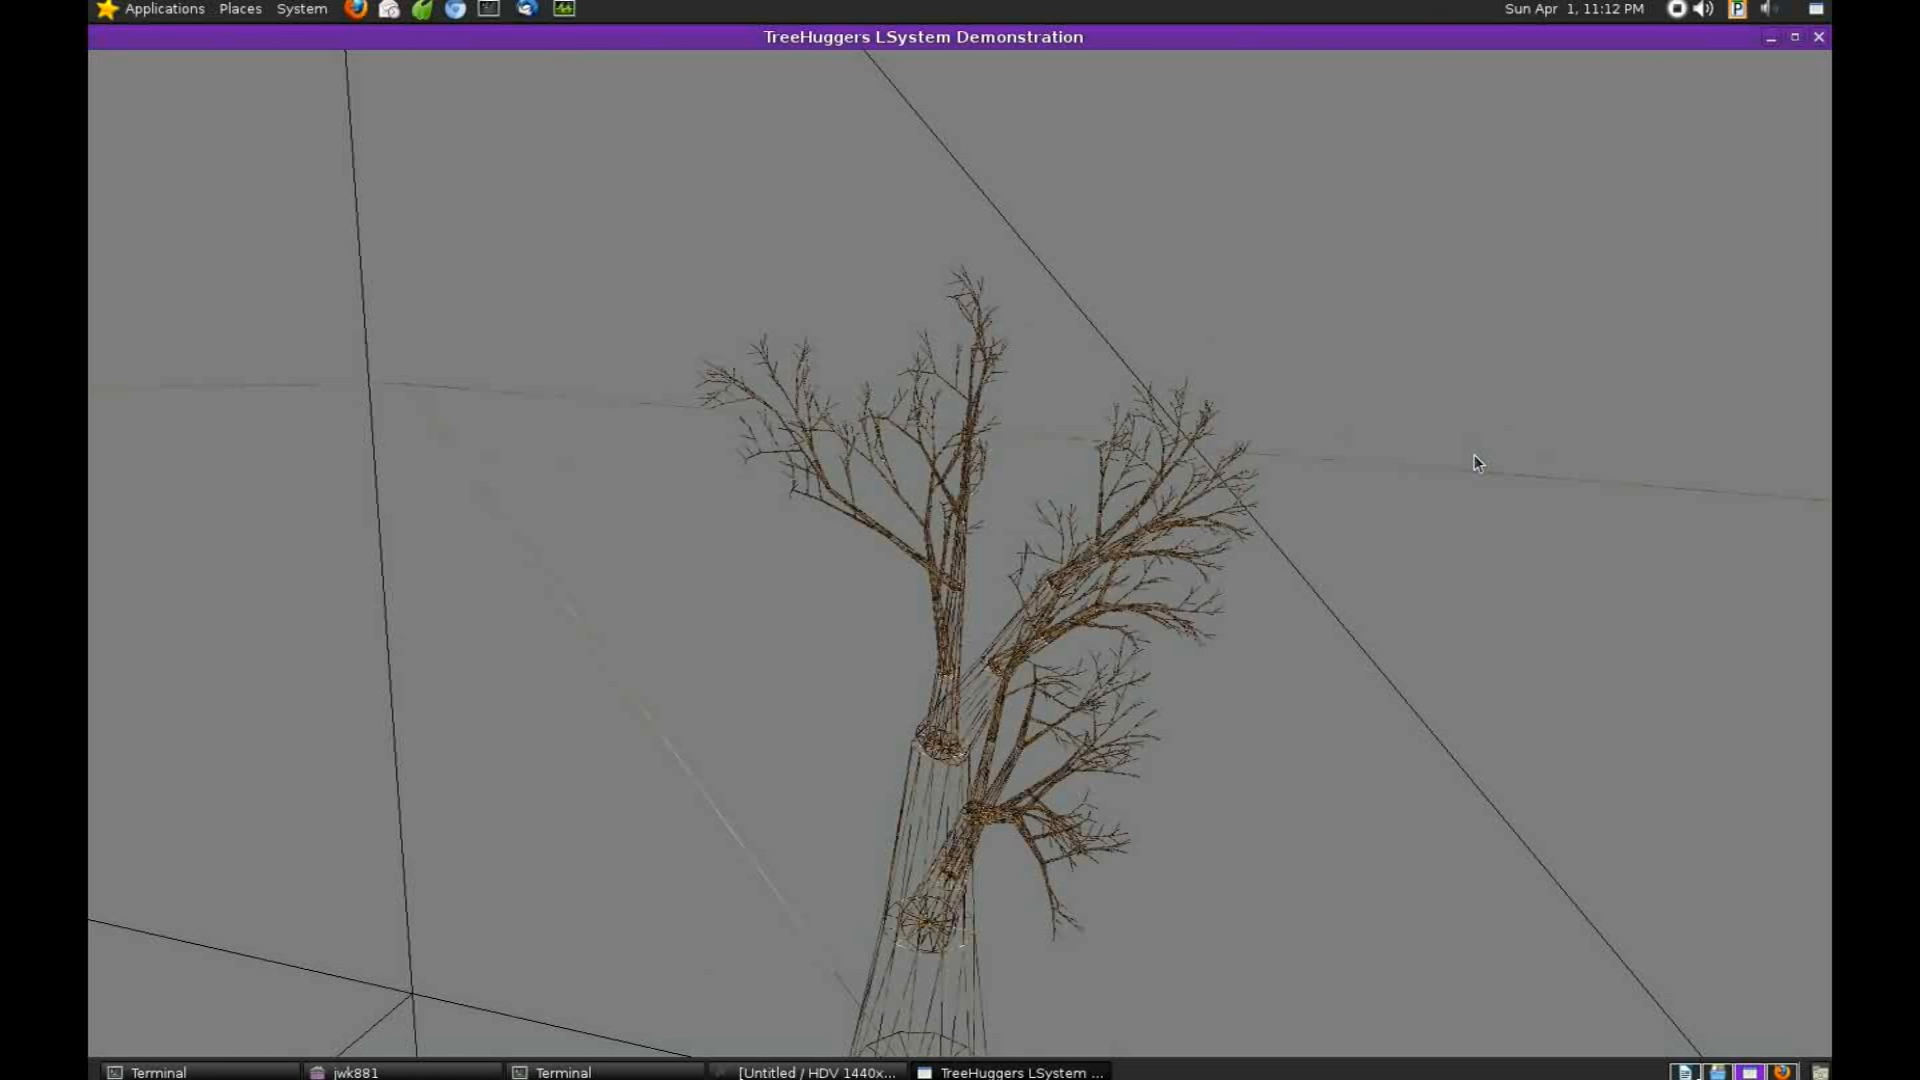 Applications Places System
Sun Apr 1, 11:12 PM
P
TreeHuggers LSystem Demonstration
Terminal
jwk881
Terminal
[Untitled / HDV 1440x...
TreeHuggers LSystem ...